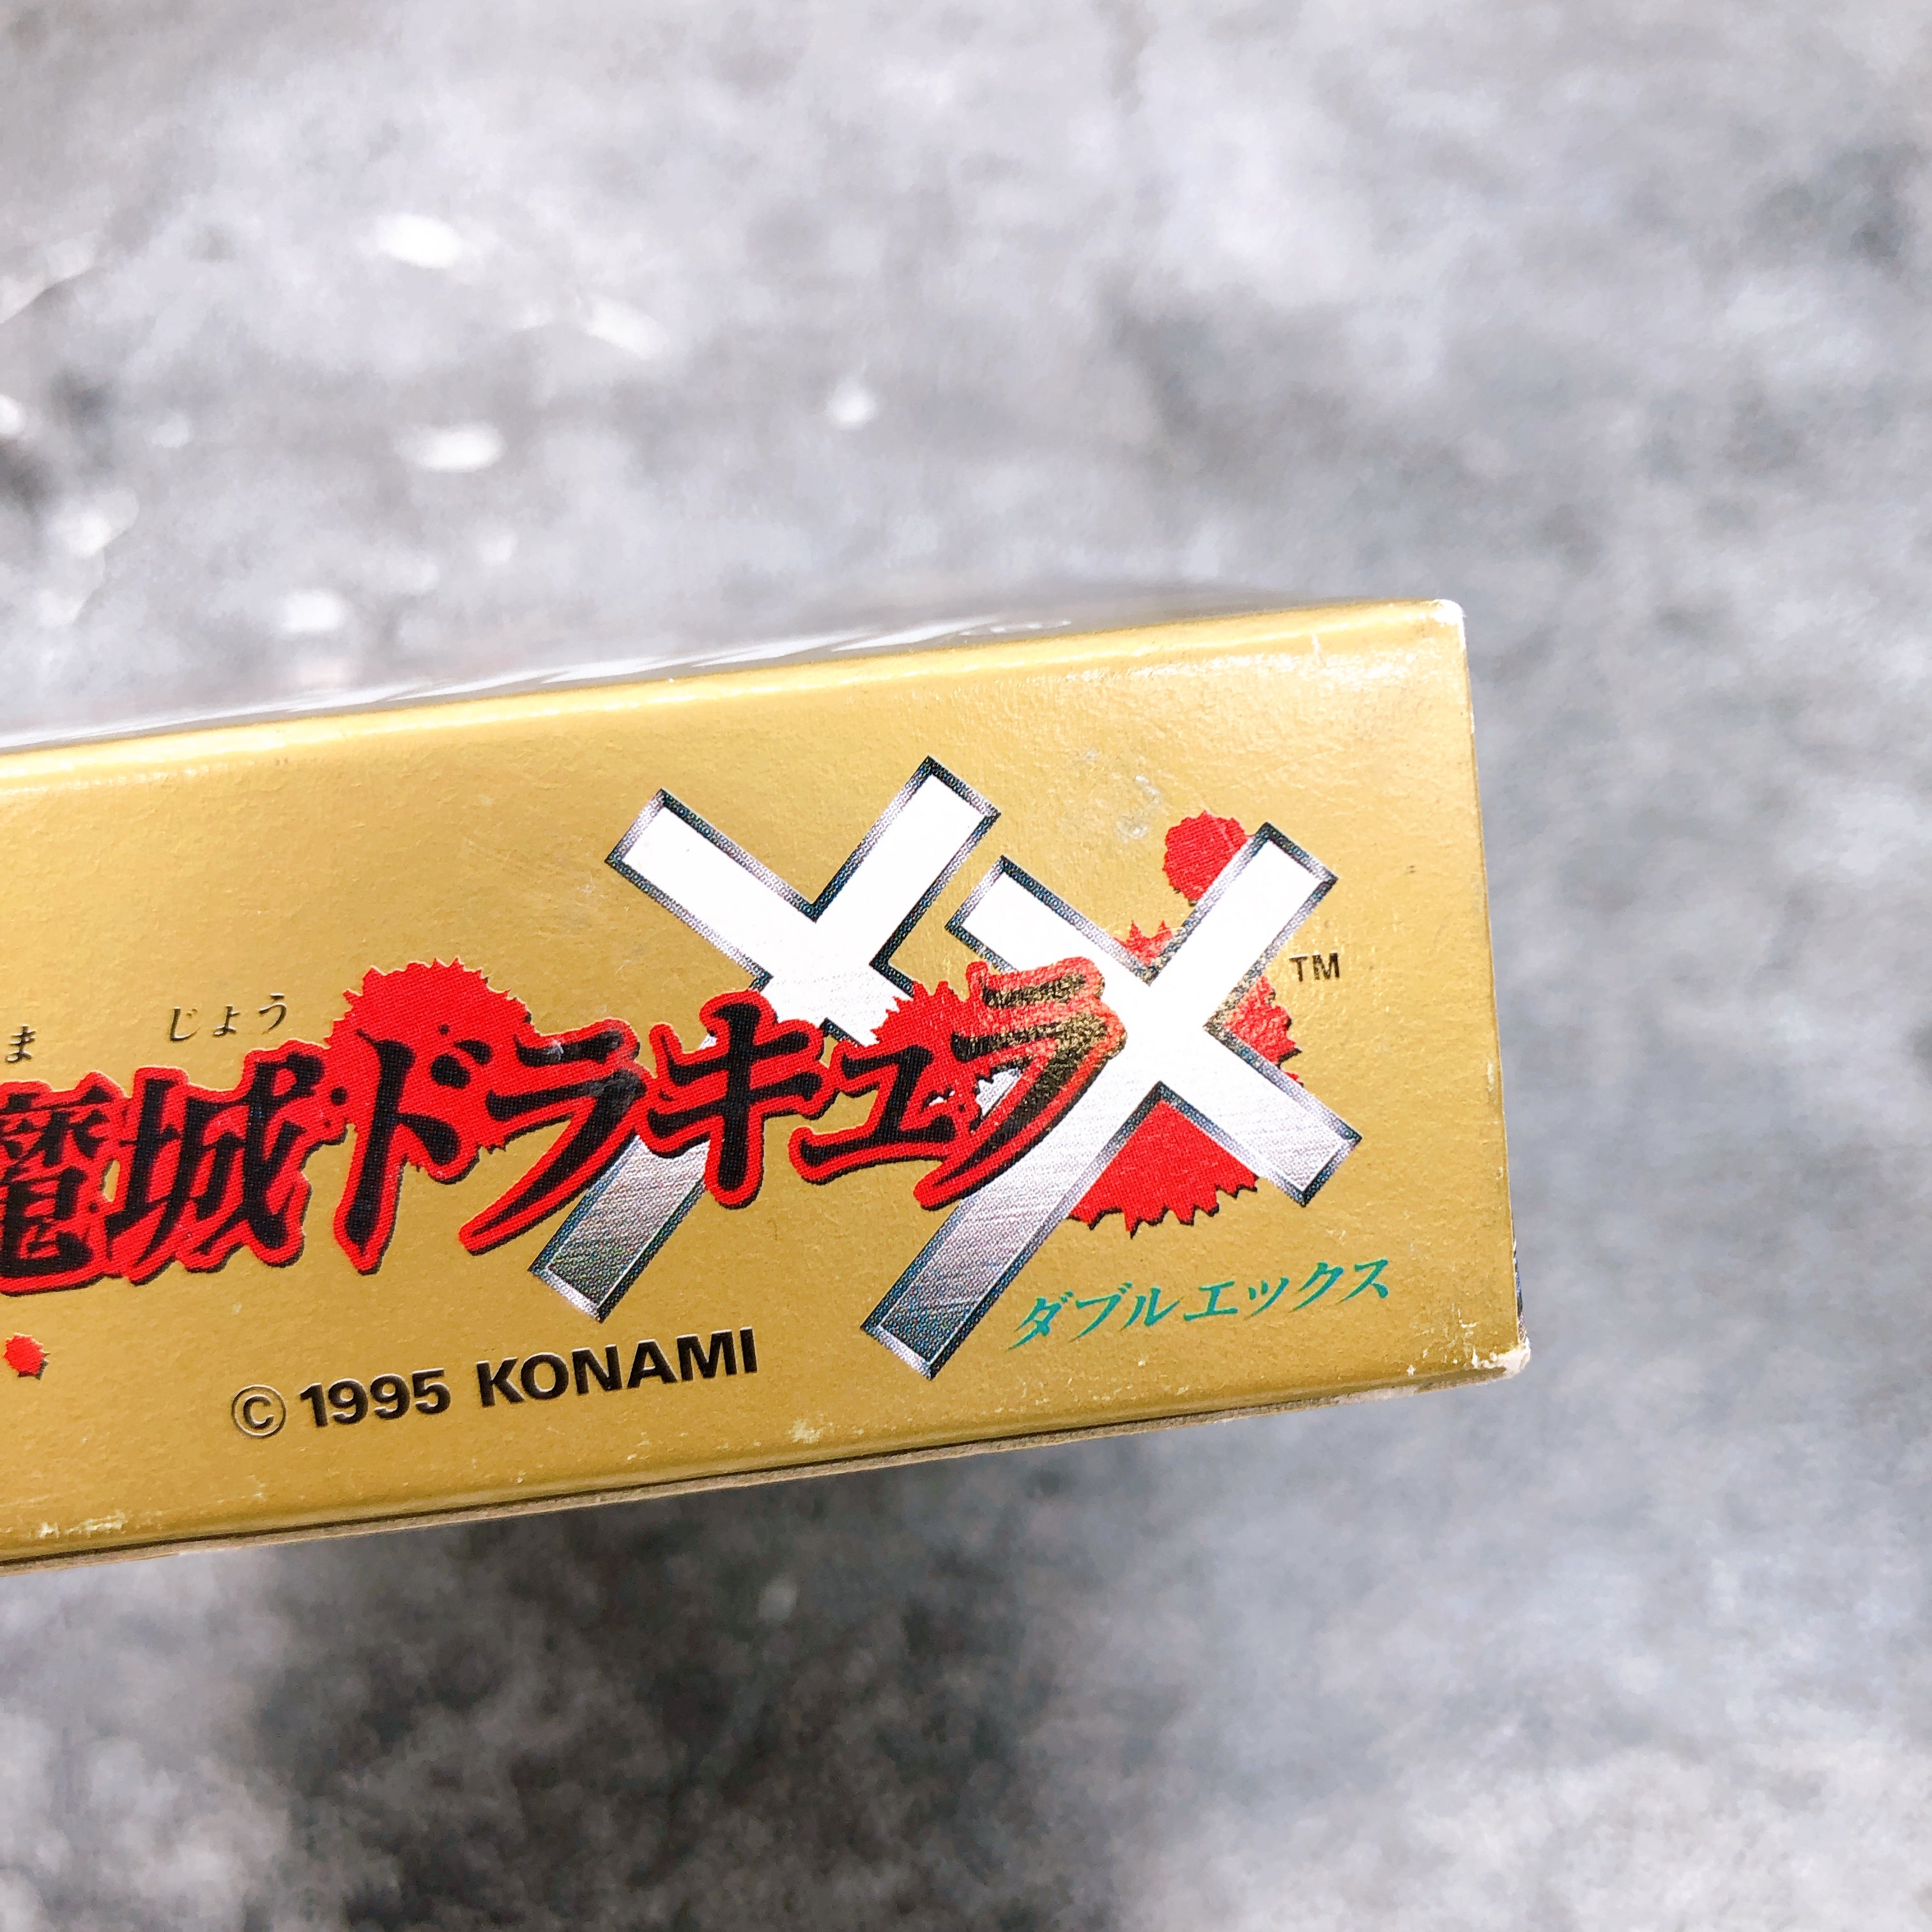 ま じょう
魔城ドラキュラXX
TM
ダブルエックス
© 1995 KONAMI